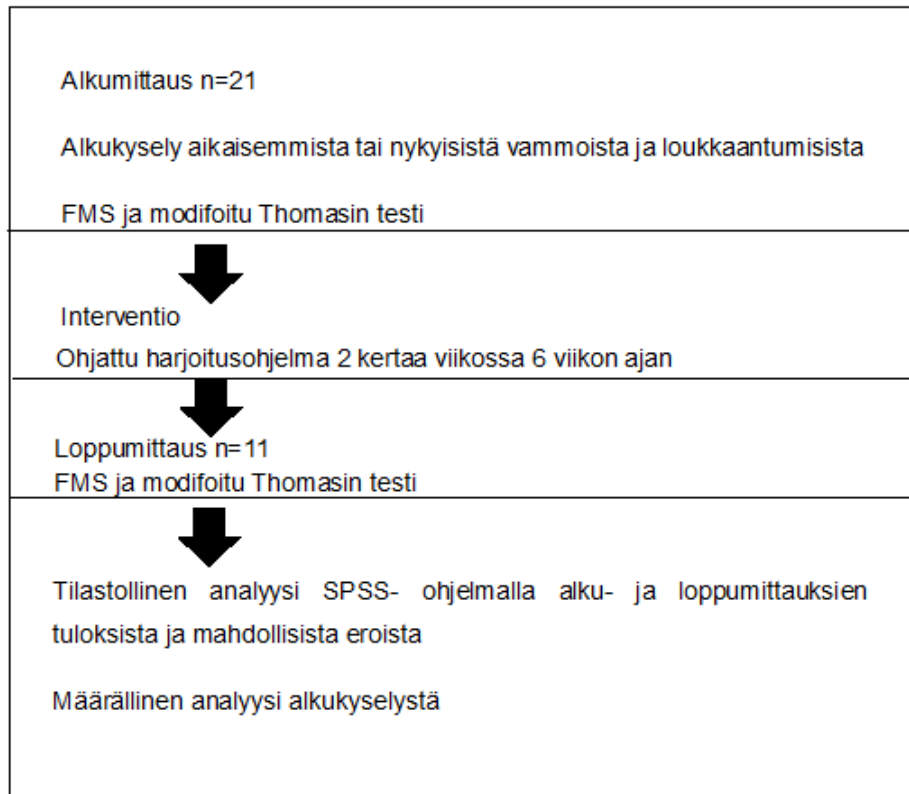 Alkumittaus n=21
Alkukysely aikaisemmista tai nykyisistä vammoista ja loukkaantumisista
FMS ja modifoitu Thomasin testi
Interventio
Ohjattu harjoitusohjelma 2 kertaa viikossa 6 viikon ajan
Loppumittaus n=11
FMS ja modifoitu Thomasin testi
Tilastollinen analyysi SPSS- ohjelmalla alku- ja loppumittauksien
tuloksista ja mahdollisista eroista
Määrällinen analyysi alkukyselystä